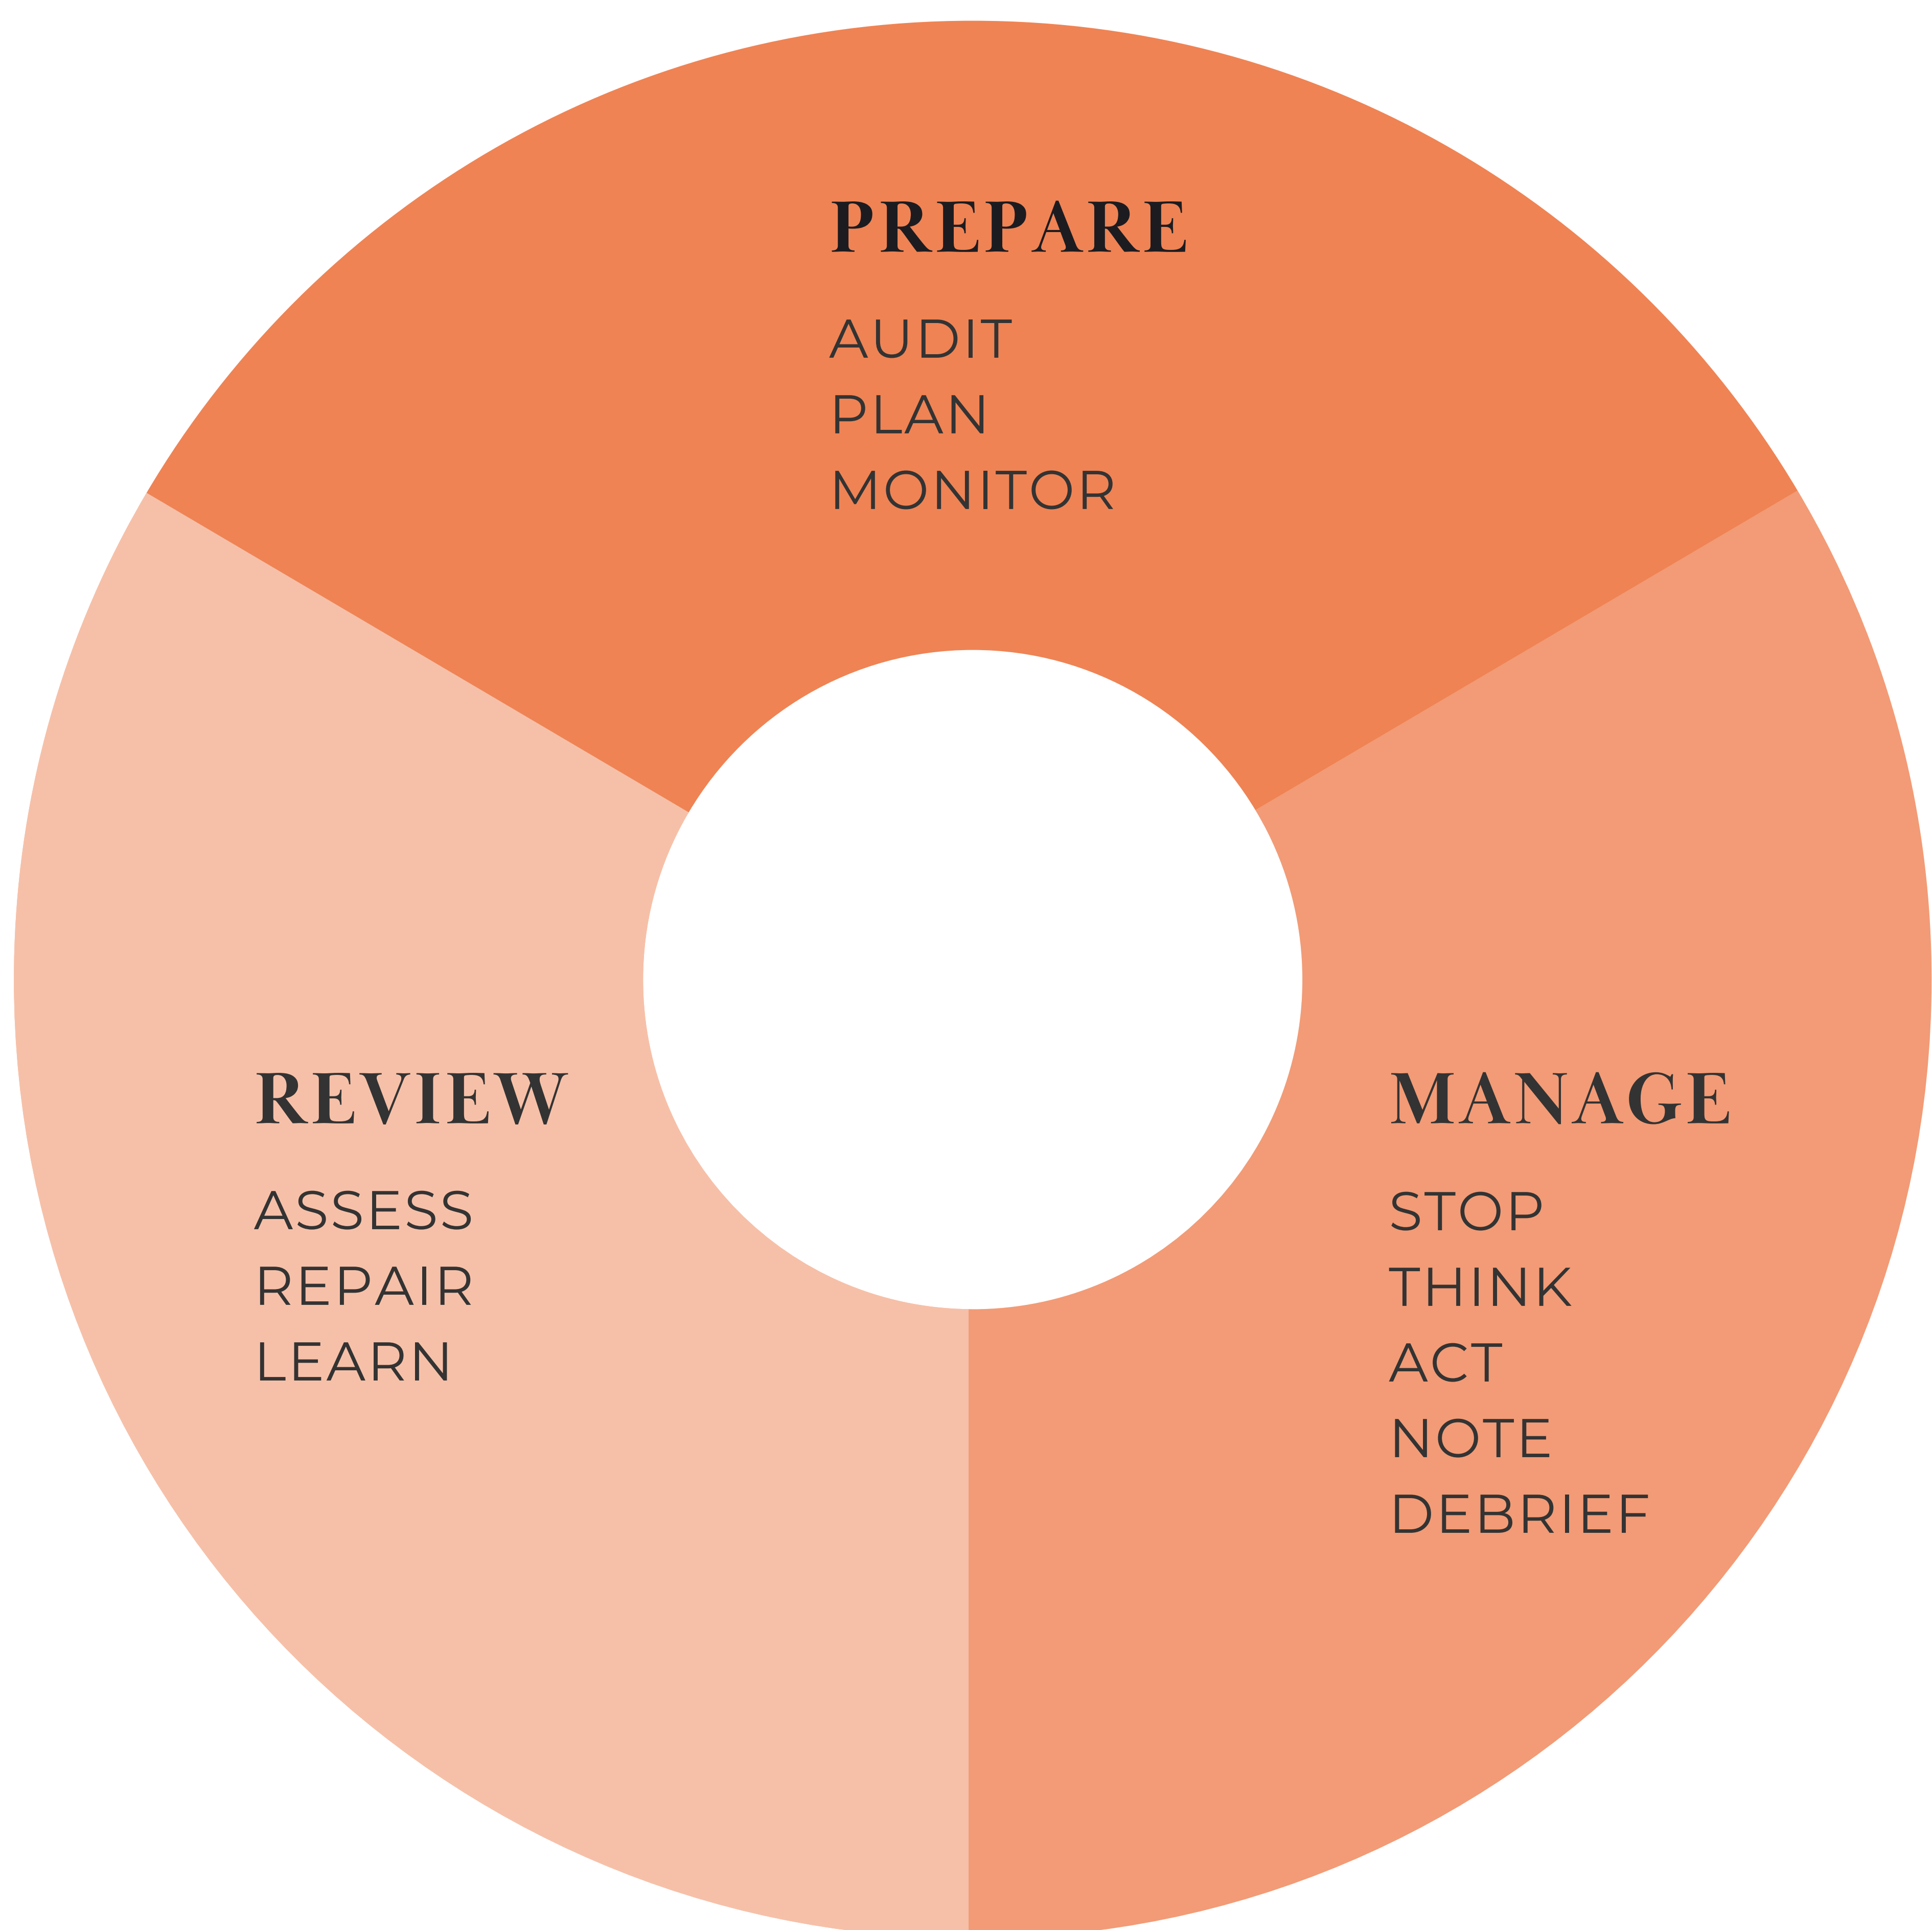 PREPARE
AUDIT
PLAN
MONITOR
MANAGE
STOP
THINK
ACT
NOTE
DEBRIEF
REVIEW
ASSESS
REPAIR
LEARN